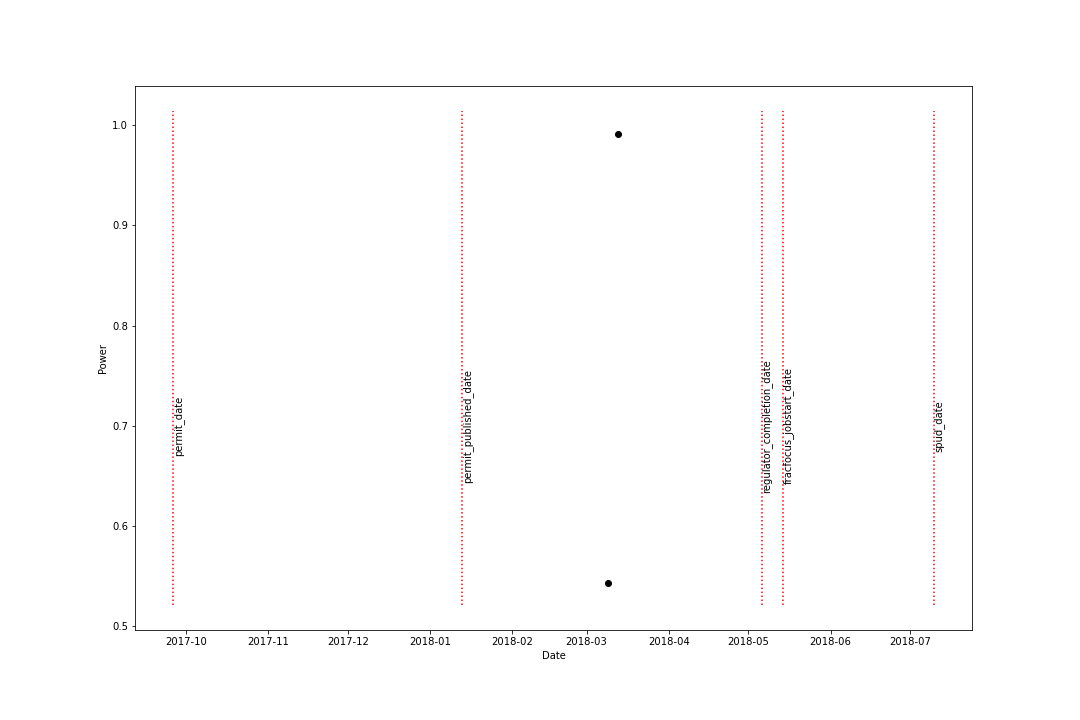 1.0
0.9
0.8
0.7
0.6
0.5
Power
permit_date
permit_published_date
regulator_completion_date
fracfocus_jobstart_date
spud_date
2017-10
2017-11
2017-12
2018-01
2018-02
2018-03
2018-04
2018-05
2018-06
2018-07
Date